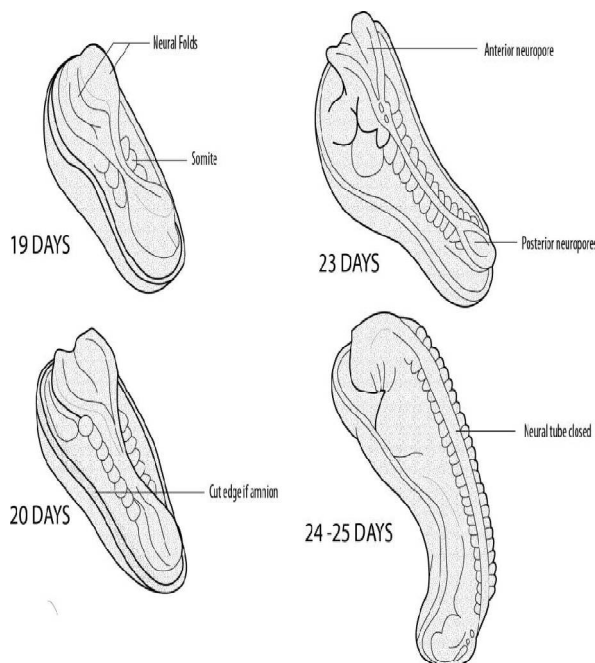 Neural Folds
Somite
19 DAYS
Anterior neuropore
Posterior neuropores
23 DAYS
Cut edge if amnion
20 DAYS
Neural tube closed
24 -25 DAYS